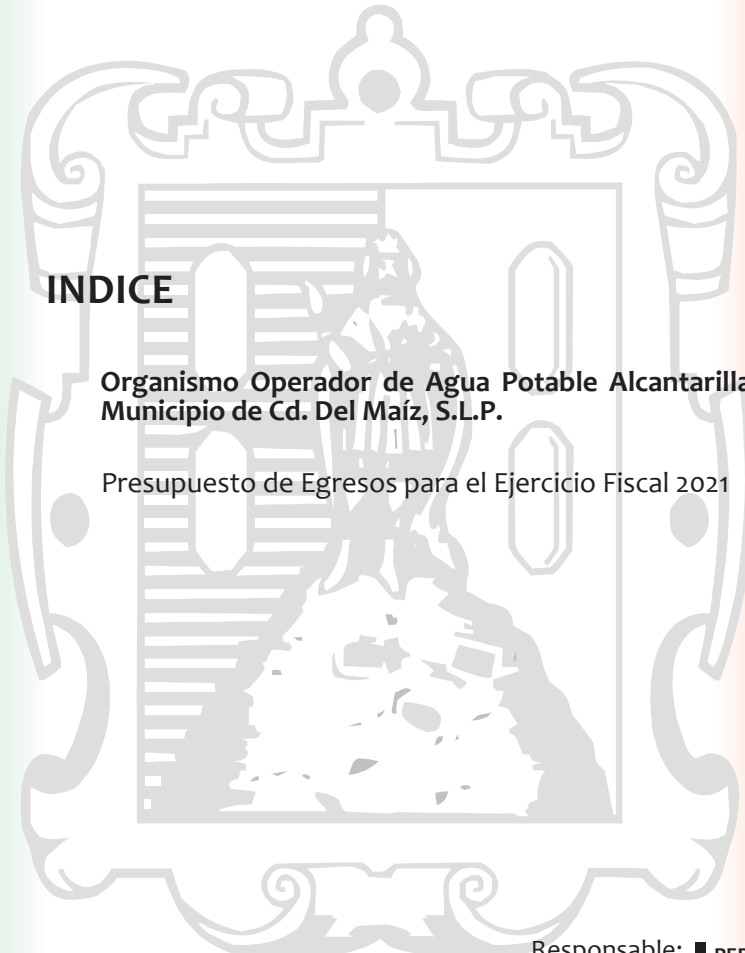 INDICE
Organismo Operador de Agua Potable
Municipio de Cd. Del Maíz, S.L.P.
Presupuesto de Egresos para el Ejercicio Fiscal 2021
Responsable: